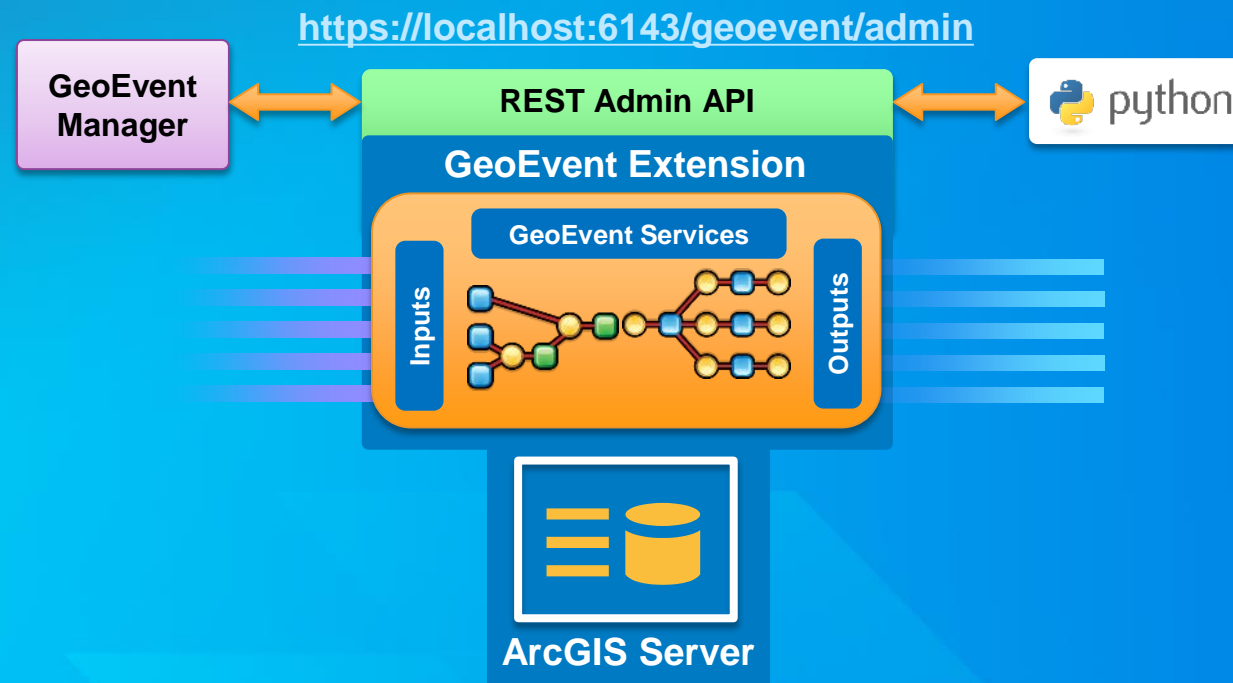 https://localhost:6143/geoevent/admin
GeoEvent
Manager
REST Admin API
python
GeoEvent Extension
GeoEvent Services
Inputs
Outputs
ArcGIS Server